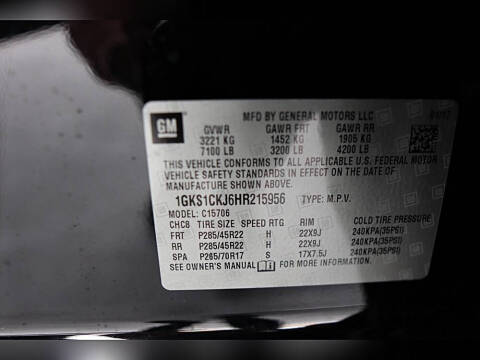 GM
MFD BY GENERAL MOTORS LLC
GVWR GAWR FRT GAWR RR
3221 KG 1452 KG 1905 KG
7100 LB 3200 LB 4200 LB
THIS VEHICLE CONFORMS TO ALL APPLICABLE U.S. FEDERAL MOTOR
VEHICLE SAFETY STANDARDS IN EFFECT ON THE DATE OF
MANUFACTURE SHOWN ABOVE.
1GKS1CKJ6HR215956 TYPE: M.P.V.
MODEL: C15706
CHC8 TIRE SIZE SPEED RTG RIM COLD TIRE PRESSURE
FRT P285/45R22 H 22X9J 240KPA(35PSI)
RR P285/45R22 H 22X9J 240KPA(35PSI)
SPA P265/70R17 S 17X7.5J 240KPA(35PSI)
SEE OWNER'S MANUAL FOR MORE INFORMATION.